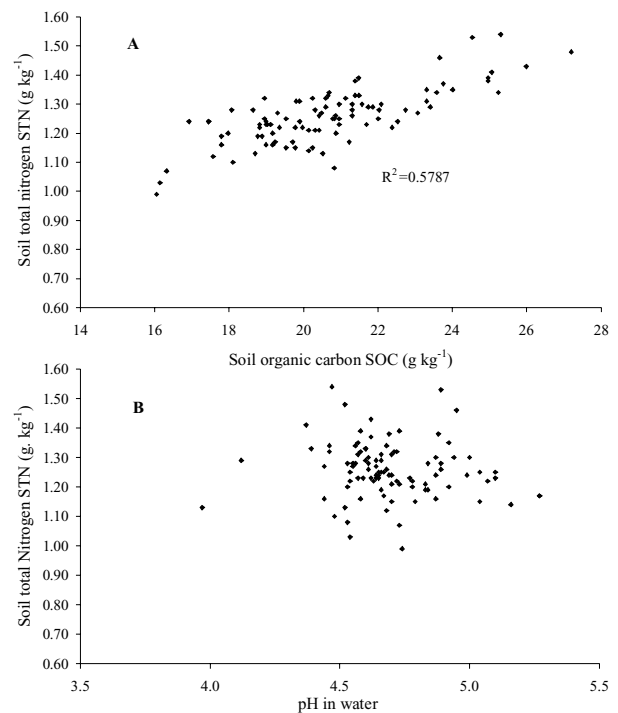 1.60
1.50
1.40
1.30
1.20
1.10
1.00
0.90
0.80
0.70
0.60
Soil total nitrogen STN (g kg⁻¹)
A
R²=0.5787
14 16 18 20 22 24 26 28
Soil organic carbon SOC (g kg⁻¹)
1.60
1.50
1.40
1.30
1.20
1.10
1.00
0.90
0.80
0.70
0.60
Soil total Nitrogen STN (g. kg⁻¹)
B
3.5 4.0 4.5 5.0 5.5
pH in water